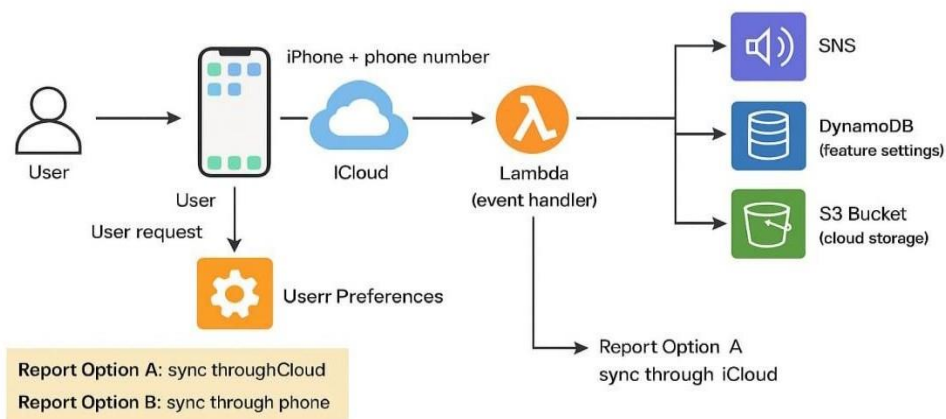 iPhone + phone number
SNS
User
ICloud
Lambda
(event handler)
DynamoDB
(feature settings)
S3 Bucket
(cloud storage)
User
User request
Userr Preferences
Report Option A
sync through iCloud
Report Option A: sync throughCloud
Report Option B: sync through phone